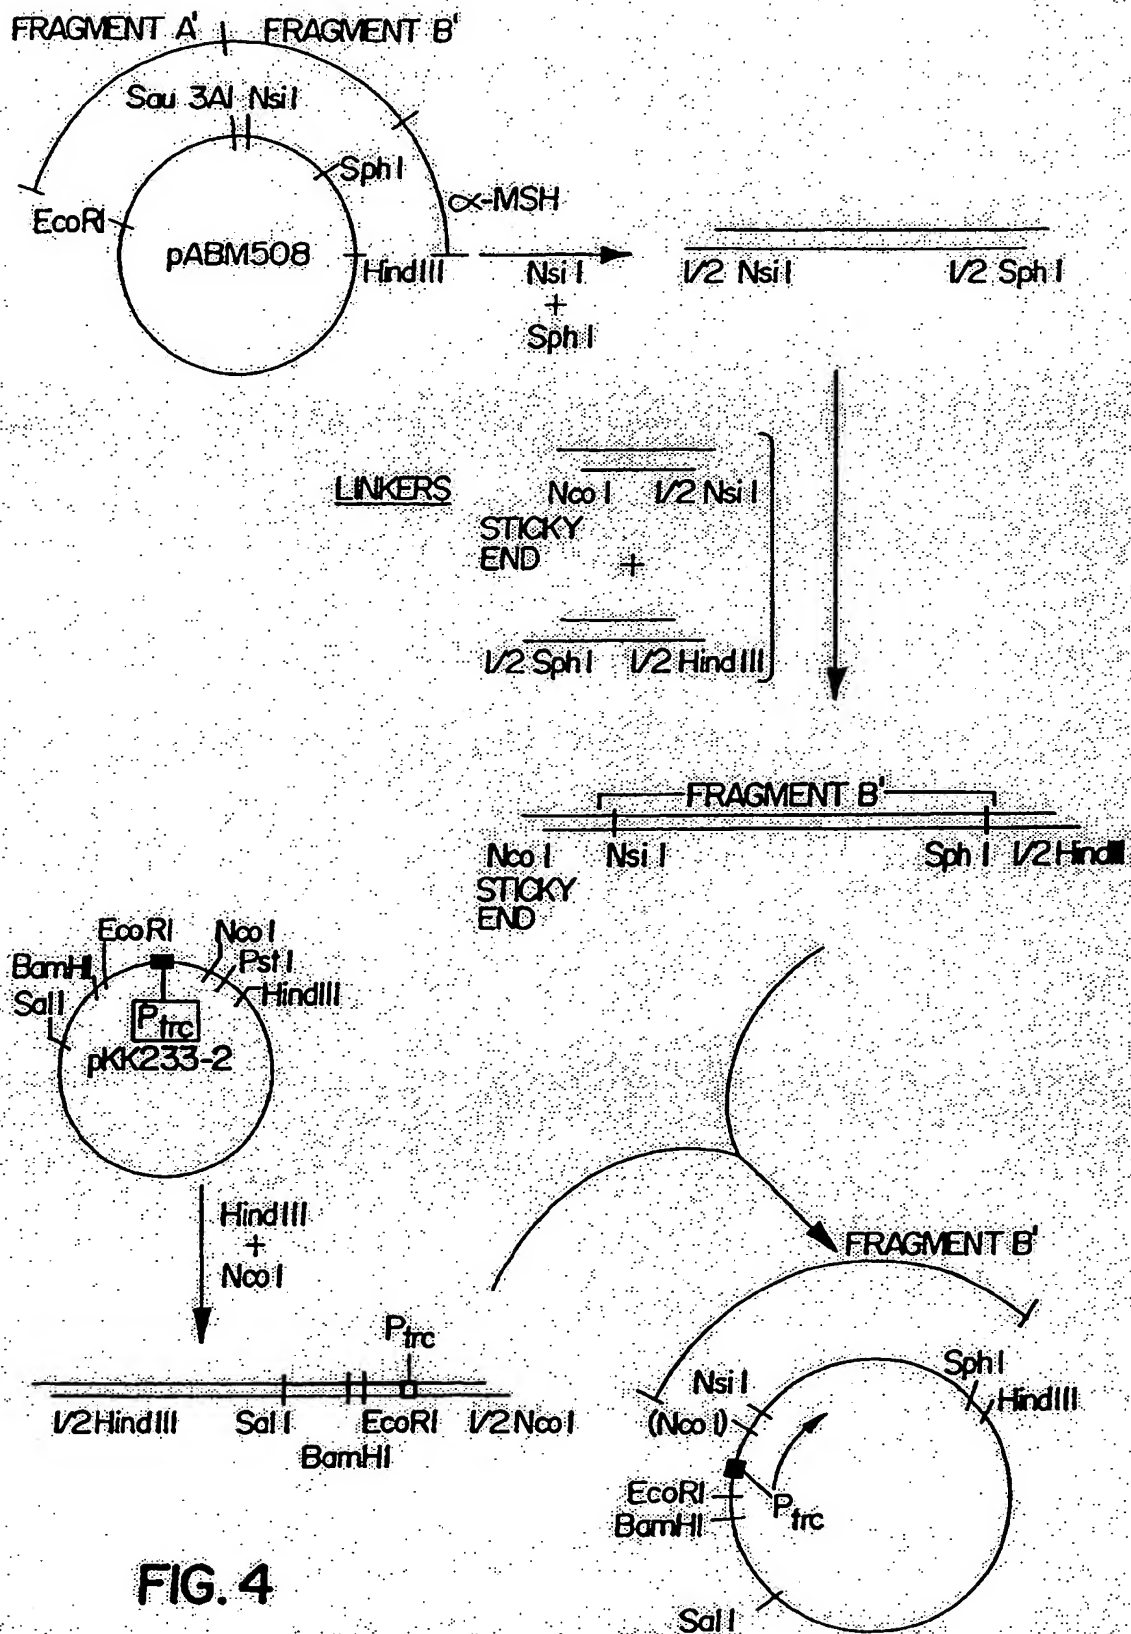 FRAGMENT A' FRAGMENT B'
Sau 3AI NsiI
SphI
α-MSH
EcoRI
pABM508
HindIII
NsiI
+
SphI
1/2 NsiI 1/2 SphI
LINKERS
NcoI 1/2 NsiI
STICKY
END
+
1/2 SphI 1/2 HindIII
FRAGMENT B'
NcoI NsiI SphI 1/2 HindIII
STICKY
END
EcoRI NcoI
BamHI PstI
SalI HindIII
Ptrc
pKK233-2
HindIII
+
NcoI
FRAGMENT B'
Ptrc
1/2 HindIII SalI EcoRI 1/2 NcoI
BamHI
SphI
NsiI HindIII
(NcoI)
EcoRI Ptrc
BamHI
SalI
FIG. 4